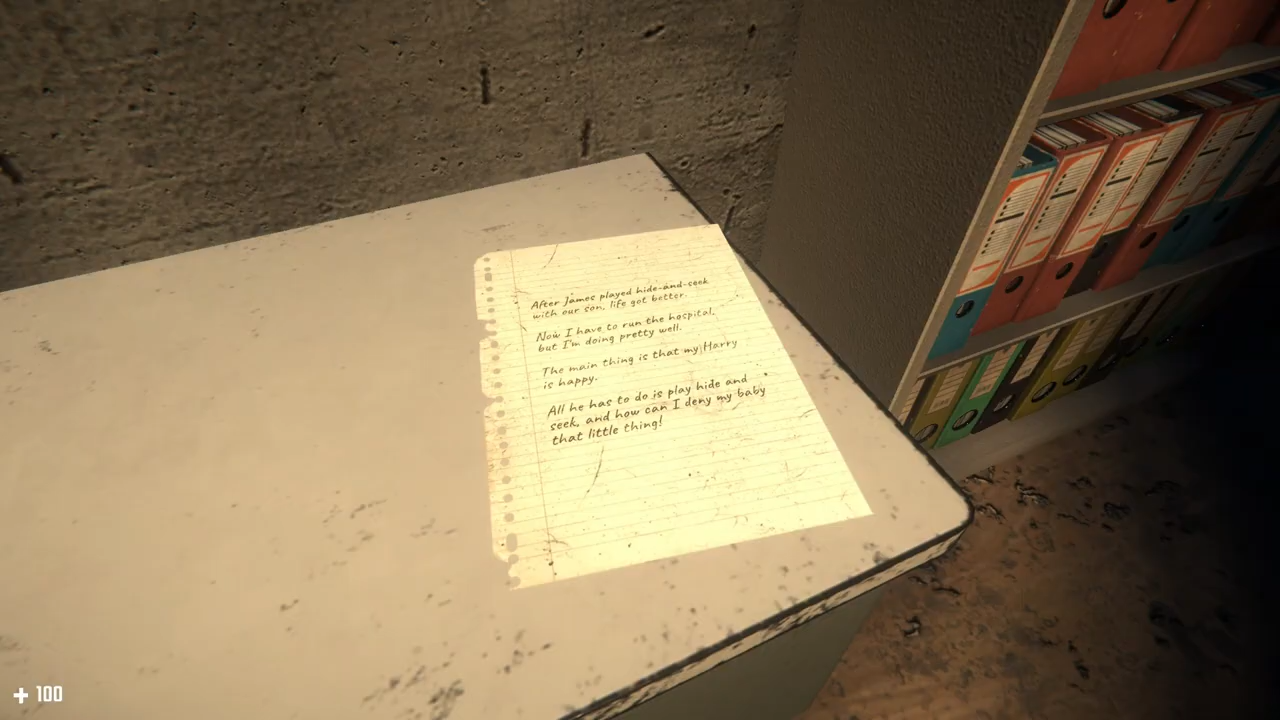 After James played hide-and-seek
with our son, life got better.
Now I have to run the hospital,
but I'm doing pretty well.
The main thing is that my Harry
is happy.
All he has to do is play hide and
seek, and how can I deny my baby
that little thing!
+ 100